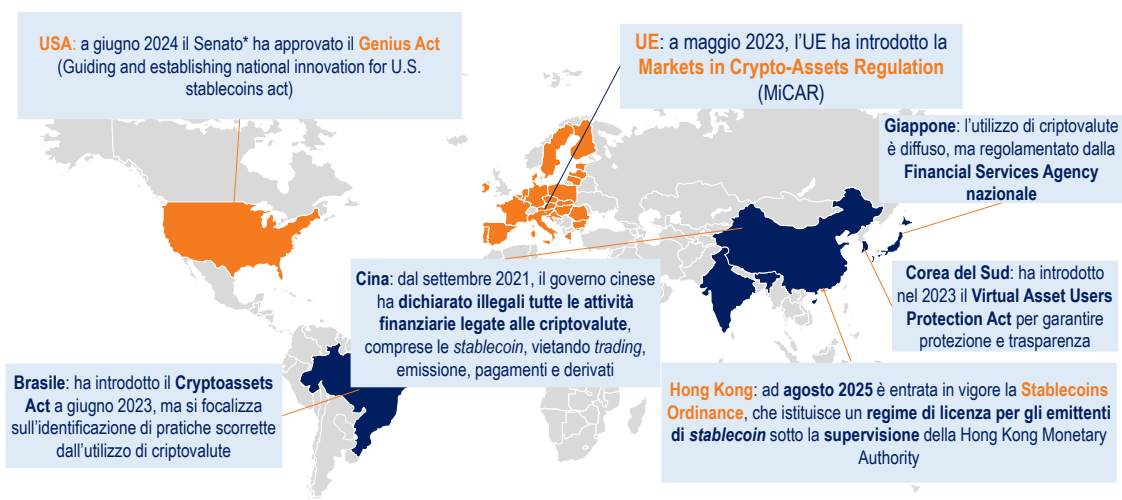 USA: a giugno 2024 il Senato* ha approvato il Genius Act
(Guiding and establishing national innovation for U.S.
stablecoins act)
UE: a maggio 2023, l'UE ha introdotto la
Markets in Crypto-Assets Regulation
(MiCAR)
Giappone: l'utilizzo di criptovalute
è diffuso, ma regolamentato dalla
Financial Services Agency
nazionale
Cina: dal settembre 2021, il governo cinese
ha dichiarato illegali tutte le attività
finanziarie legate alle criptovalute,
comprese le stablecoin, vietando trading,
emissione, pagamenti e derivati
Corea del Sud: ha introdotto
nel 2023 il Virtual Asset Users
Protection Act per garantire
protezione e trasparenza
Brasile: ha introdotto il Cryptoassets
Act a giugno 2023, ma si focalizza
sull'identificazione di pratiche scorrette
dall'utilizzo di criptovalute
Hong Kong: ad agosto 2025 è entrata in vigore la Stablecoins
Ordinance, che istituisce un regime di licenza per gli emittenti
di stablecoin sotto la supervisione della Hong Kong Monetary
Authority